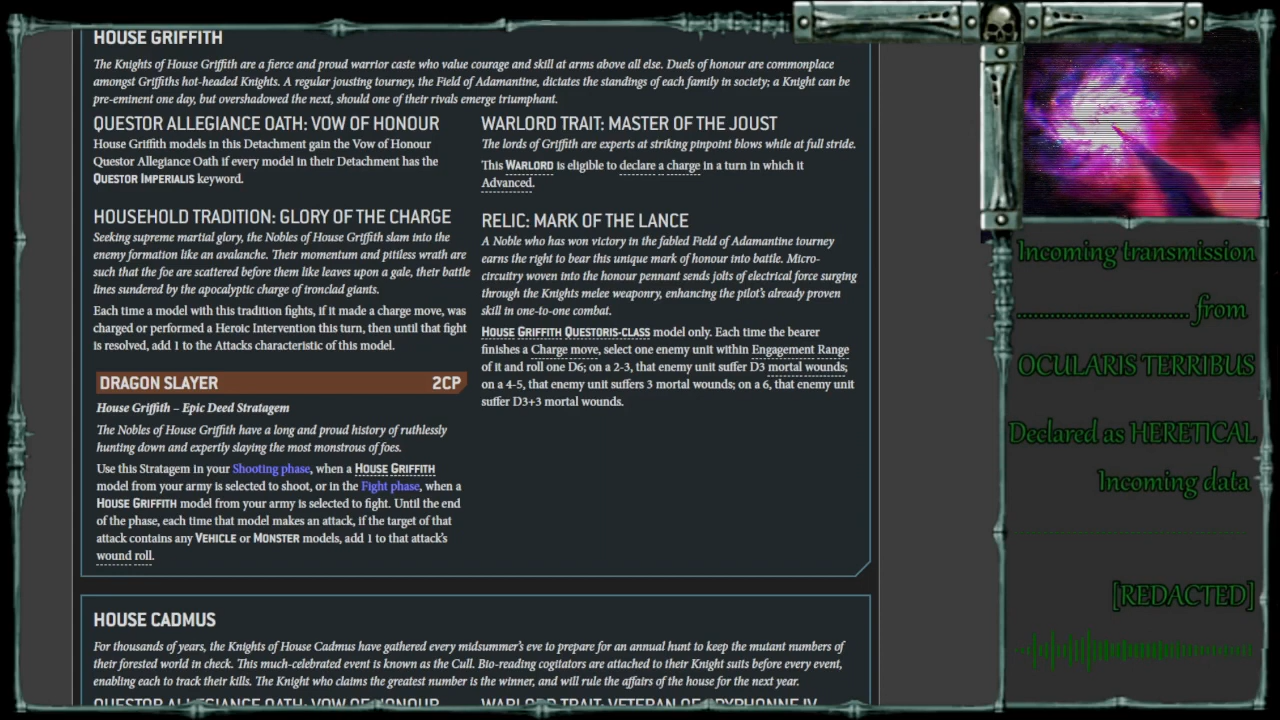 HOUSE GRIFFITH
The Knights of House Griffith are a fierce and proud warrior caste who value courage and skill at arms above all else. Duels of honour are commonplace
amongst Griffiths hot-headed Knights. A regular jousting tourney, the Field of Adamantine, dictates the standings of each family in society; a Knight can be
pre-eminent one day, but overshadowed the next, should one of their rivals emerge triumphant.
QUESTOR ALLEGIANCE OATH: VOW OF HONOUR
House Griffith models in this Detachment gain the Vow of Honour
Questor Allegiance Oath if every model in their Detachment has the
QUESTOR IMPERIALIS keyword.
HOUSEHOLD TRADITION: GLORY OF THE CHARGE
Seeking supreme martial glory, the Nobles of House Griffith slam into the
enemy formation like an avalanche. Their momentum and pitiless wrath are
such that the foe are scattered before them like leaves upon a gale, their battle
lines sundered by the apocalyptic charge of ironclad giants.
Each time a model with this tradition fights, if it made a charge move, was
charged or performed a Heroic Intervention this turn, then until that fight
is resolved, add 1 to the Attacks characteristic of this model.
DRAGON SLAYER 2CP
House Griffith – Epic Deed Stratagem
The Nobles of House Griffith have a long and proud history of ruthlessly
hunting down and expertly slaying the most monstrous of foes.
Use this Stratagem in your Shooting phase, when a HOUSE GRIFFITH
model from your army is selected to shoot, or in the Fight phase, when a
HOUSE GRIFFITH model from your army is selected to fight. Until the end
of the phase, each time that model makes an attack, if the target of that
attack contains any VEHICLE or MONSTER models, add 1 to that attack's
wound roll.
WARLORD TRAIT: MASTER OF THE JOUST
The lords of Griffith are experts at striking pinpoint blows while at full stride.
This WARLORD is eligible to declare a charge in a turn in which it
Advanced.
RELIC: MARK OF THE LANCE
A Noble who has won victory in the fabled Field of Adamantine tourney
earns the right to bear this unique mark of honour into battle. Micro-
circuitry woven into the honour pennant sends jolts of electrical force surging
through the Knights melee weaponry, enhancing the pilot's already proven
skill in one-to-one combat.
HOUSE GRIFFITH QUESTORIS-CLASS model only. Each time the bearer
finishes a Charge move, select one enemy unit within Engagement Range
of it and roll one D6; on a 2-3, that enemy unit suffer D3 mortal wounds;
on a 4-5, that enemy unit suffers 3 mortal wounds; on a 6, that enemy unit
suffer D3+3 mortal wounds.
HOUSE CADMUS
For thousands of years, the Knights of House Cadmus have gathered every midsummer's eve to prepare for an annual hunt to keep the mutant numbers of
their forested world in check. This much-celebrated event is known as the Cull. Bio-reading cogitators are attached to their Knight suits before every event,
enabling each to track their kills. The Knight who claims the greatest number is the winner, and will rule the affairs of the house for the next year.
QUESTOR ALLEGIANCE OATH: VOW OF HONOUR
WARLORD TRAIT: VETERAN OF GRYPHONNE IV
Incoming transmission
.............................. from
OCULARIS TERRIBUS
Declared as HERETICAL
Incoming data
[REDACTED]